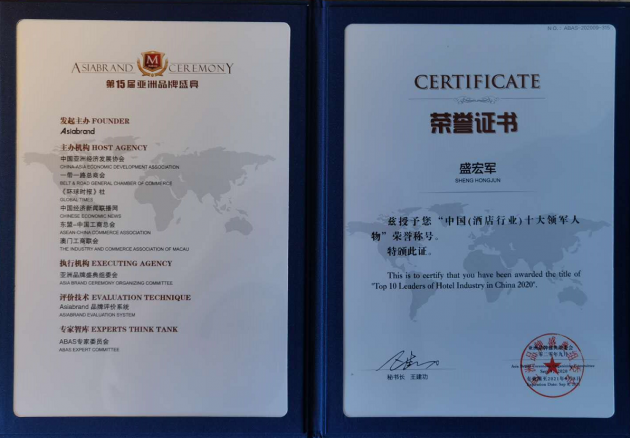 ASIABRAND CEREMONY
M
第15届亚洲品牌盛典
发起主办 FOUNDER
Asiabrand
主办机构 HOST AGENCY
中国亚洲经济发展协会
CHINA-ASIA ECONOMIC DEVELOPMENT ASSOCIATION
一带一路总商会
BELT & ROAD GENERAL CHAMBER OF COMMERCE
《环球时报》社
GLOBAL TIMES
中国经济新闻联播网
CHINESE ECONOMIC NEWS
东盟-中国工商总会
ASEAN-CHINA COMMERCE ASSOCIATION
澳门工商联会
THE INDUSTRY AND COMMERCE ASSOCIATION OF MACAU
执行机构 EXECUTING AGENCY
亚洲品牌盛典组委会
ASIA BRAND CEREMONY ORGANIZING COMMITTEE
评价技术 EVALUATION TECHNIQUE
Asiabrand 品牌评价系统
ASIABRAND EVALUATION SYSTEM
专家智库 EXPERTS THINK TANK
ABAS专家委员会
ABAS EXPERT COMMITTEE
CERTIFICATE
荣誉证书
盛宏军
SHENG HONGJUN
兹授予您“中国(酒店行业)十大领军人
物”荣誉称号。
特颁此证。
This is to certify that you have been awarded the title of
"Top 10 Leaders of Hotel Industry in China 2020".
秘书长 王建功